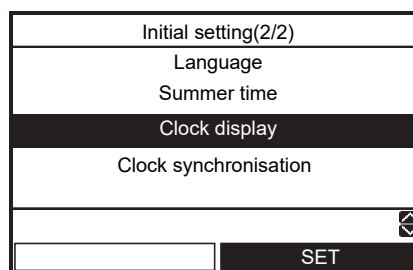 Initial setting(2/2)
Language
Summer time
Clock display
Clock synchronisation
SET